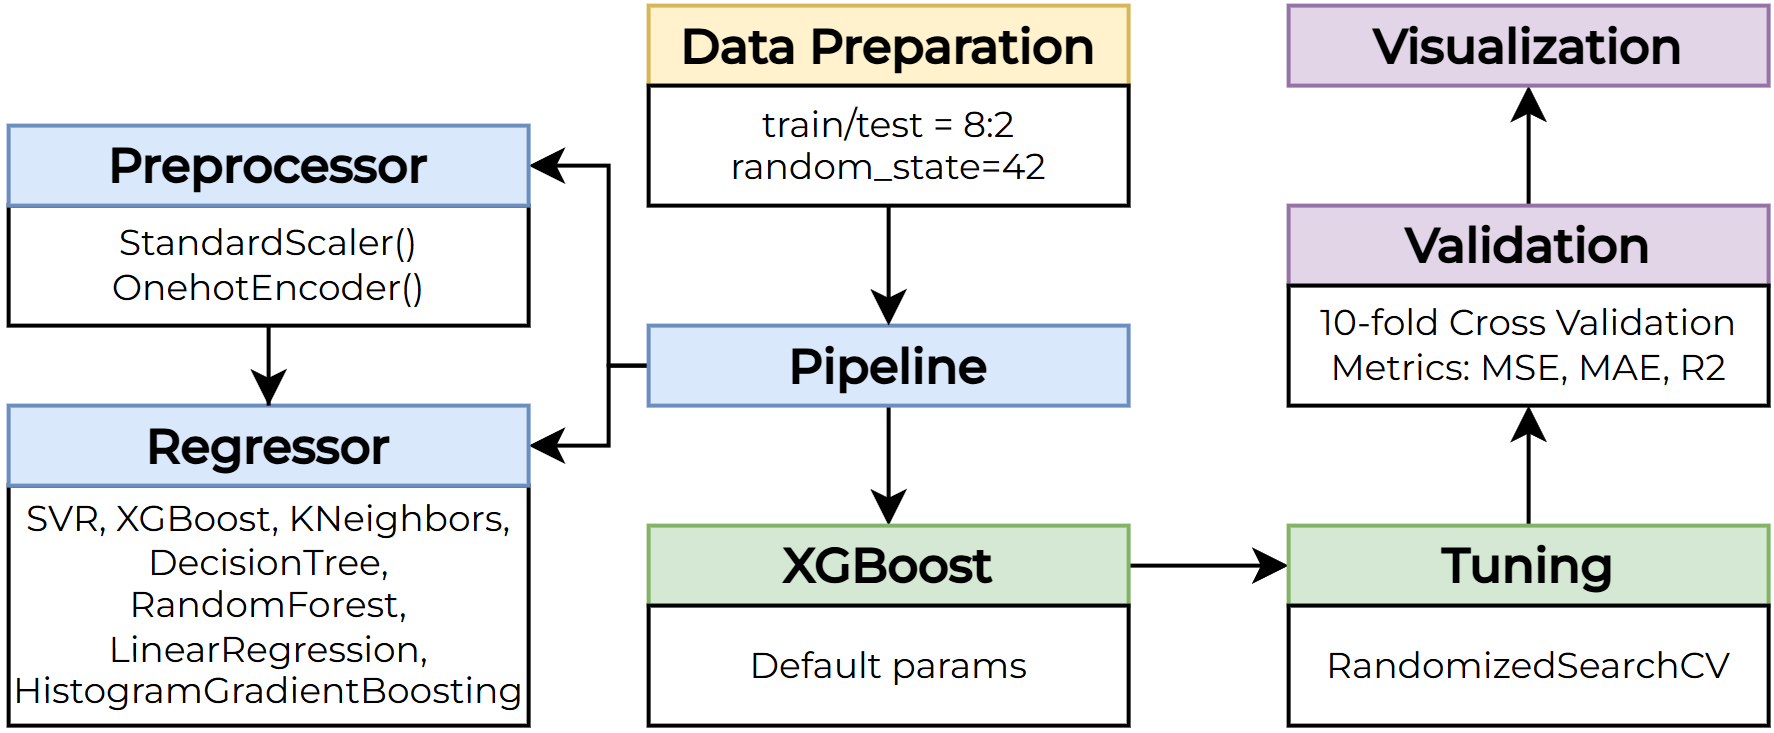 Data Preparation
train/test = 8:2
random_state=42
Preprocessor
StandardScaler()
OnehotEncoder()
Regressor
SVR, XGBoost, KNeighbors,
DecisionTree,
RandomForest,
LinearRegression,
HistogramGradientBoosting
Pipeline
XGBoost
Default params
Tuning
RandomizedSearchCV
Validation
10-fold Cross Validation
Metrics: MSE, MAE, R2
Visualization